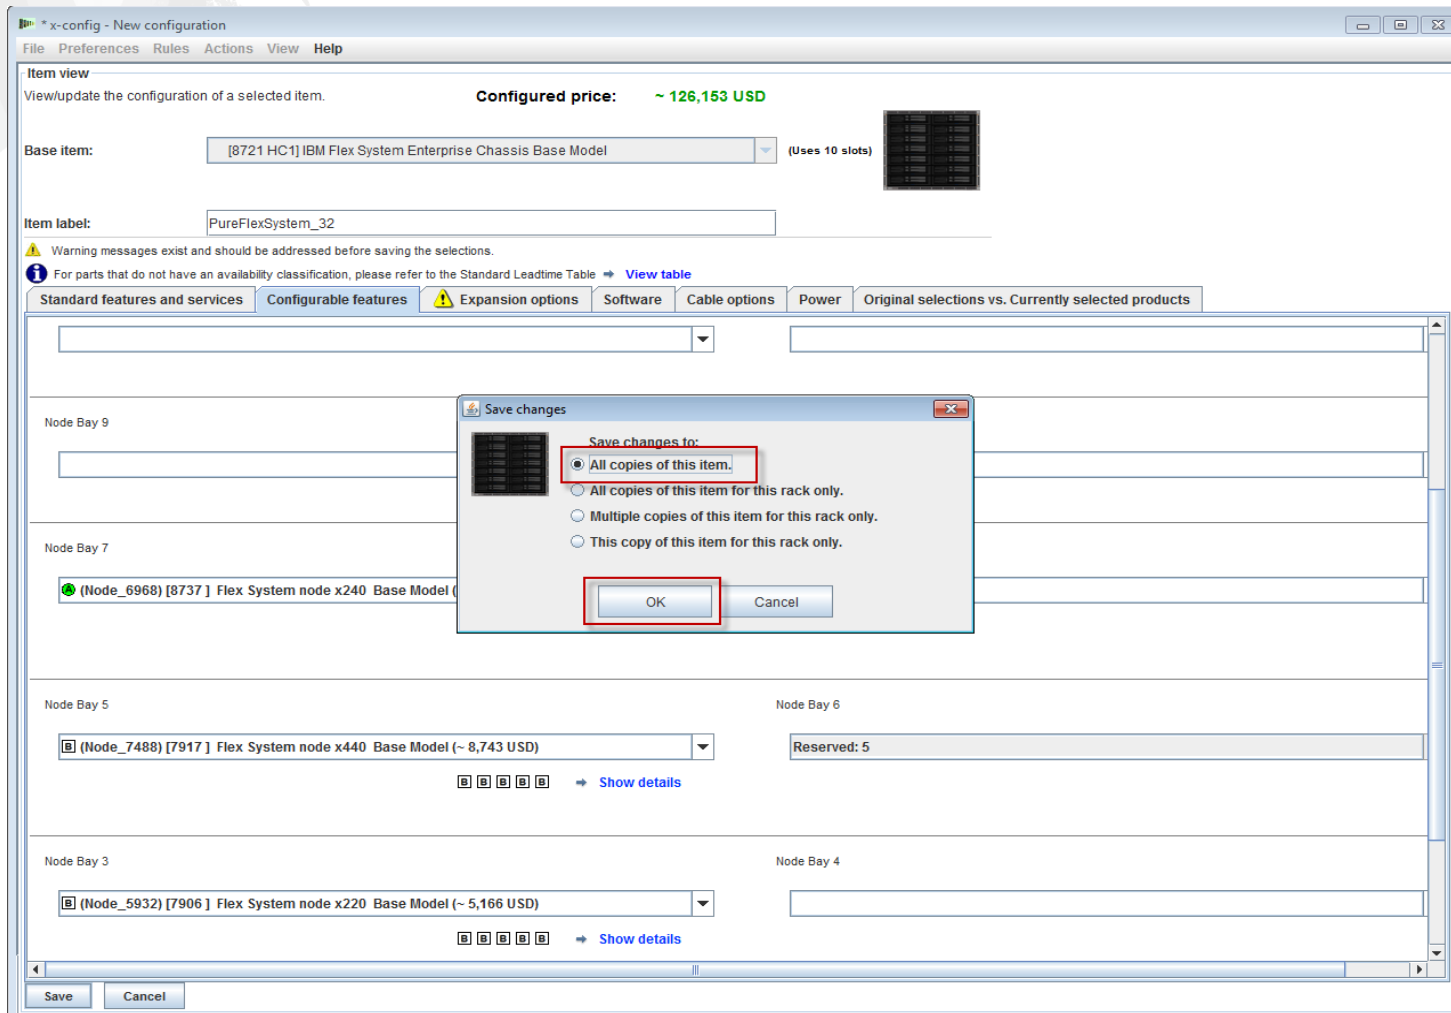 * x-config - New configuration
File Preferences Rules Actions View Help
Item view
View/update the configuration of a selected item.
Configured price: ~ 126,153 USD
Base item: [8721 HC1] IBM Flex System Enterprise Chassis Base Model (Uses 10 slots)
Item label: PureFlexSystem_32
Warning messages exist and should be addressed before saving the selections.
For parts that do not have an availability classification, please refer to the Standard Leadtime Table View table
Standard features and services Configurable features Expansion options Software Cable options Power Original selections vs. Currently selected products
Node Bay 9
Node Bay 7
A (Node_6968) [8737 ] Flex System node x240 Base Model (
Save changes
Save changes to:
All copies of this item.
All copies of this item for this rack only.
Multiple copies of this item for this rack only.
This copy of this item for this rack only.
OK Cancel
Node Bay 5 Node Bay 6
B (Node_7488) [7917 ] Flex System node x440 Base Model (~ 8,743 USD) Reserved: 5
B B B B B Show details
Node Bay 3 Node Bay 4
B (Node_5932) [7906 ] Flex System node x220 Base Model (~ 5,166 USD)
B B B B B Show details
Save Cancel